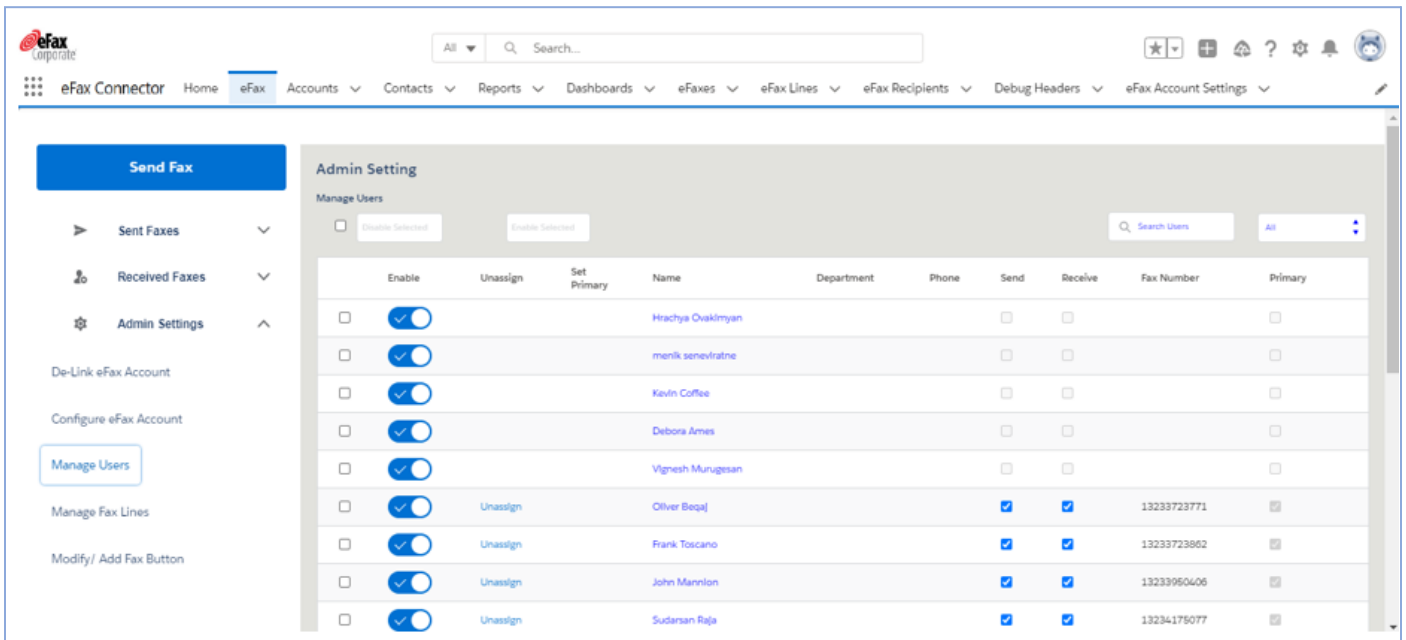 eFax
Corporate
All
Search...
eFax Connector Home eFax Accounts Contacts Reports Dashboards eFaxes eFax Lines eFax Recipients Debug Headers eFax Account Settings
Send Fax
Admin Setting
Manage Users
Disable Selected Enable Selected Search Users All
Sent Faxes
Received Faxes
Admin Settings
De-Link eFax Account
Configure eFax Account
Manage Users
Manage Fax Lines
Modify/ Add Fax Button
Enable Unassign Set Primary Name Department Phone Send Receive Fax Number Primary
Hrachya Ovakimyan
menik seneviratne
Kevin Coffee
Debora Ames
Vignesh Murugesan
Unassign Oliver Beqaj 13233723771
Unassign Frank Toscano 13233723862
Unassign John Mannion 13233950406
Unassign Sudarsan Raja 13234175077